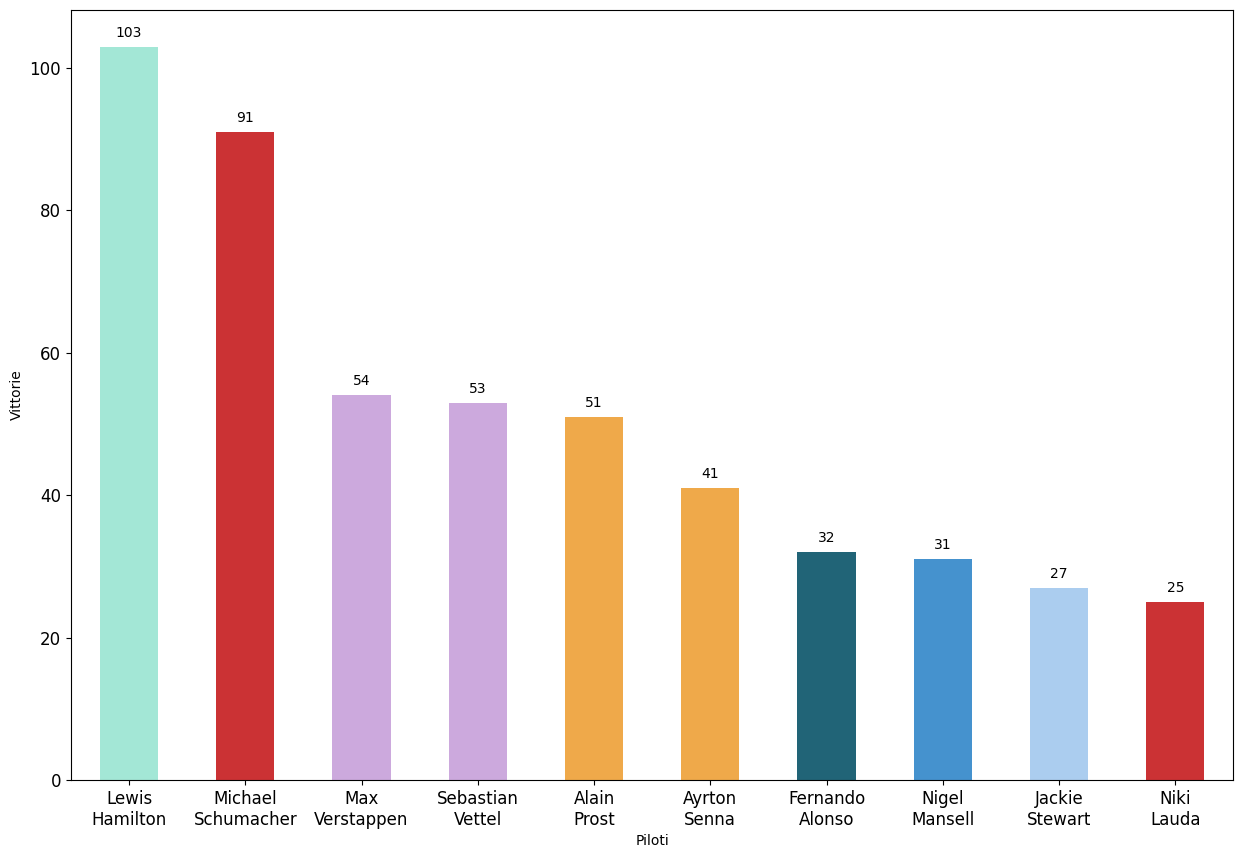 103
91
54
53
51
41
32
31
27
25
100
80
60
40
20
0
Vittorie
Lewis
Hamilton
Michael
Schumacher
Max
Verstappen
Sebastian
Vettel
Alain
Prost
Ayrton
Senna
Fernando
Alonso
Nigel
Mansell
Jackie
Stewart
Niki
Lauda
Piloti